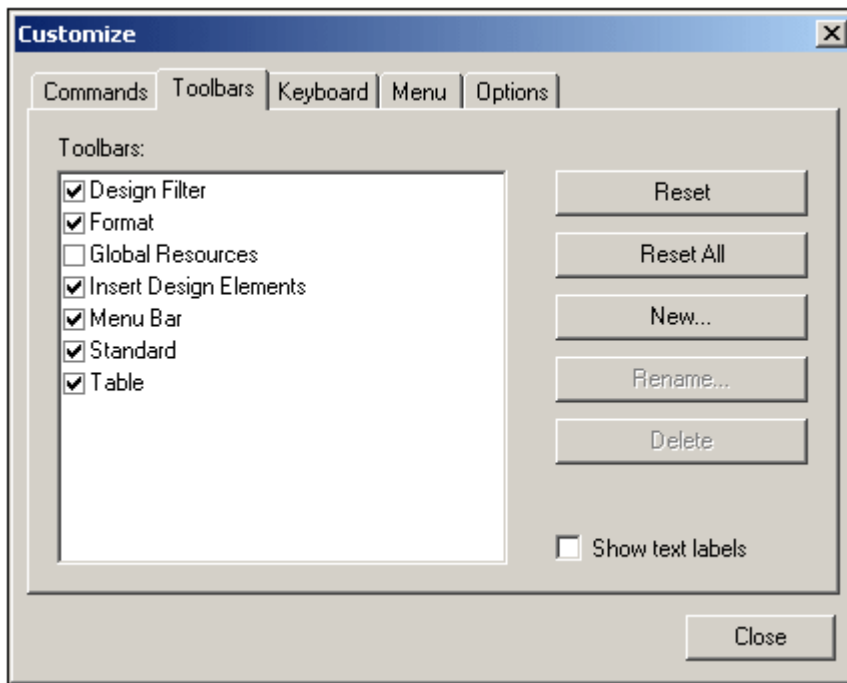 Customize
Commands Toolbars Keyboard Menu Options
Toolbars:
Design Filter
Format
Global Resources
Insert Design Elements
Menu Bar
Standard
Table
Reset
Reset All
New...
Rename...
Delete
Show text labels
Close